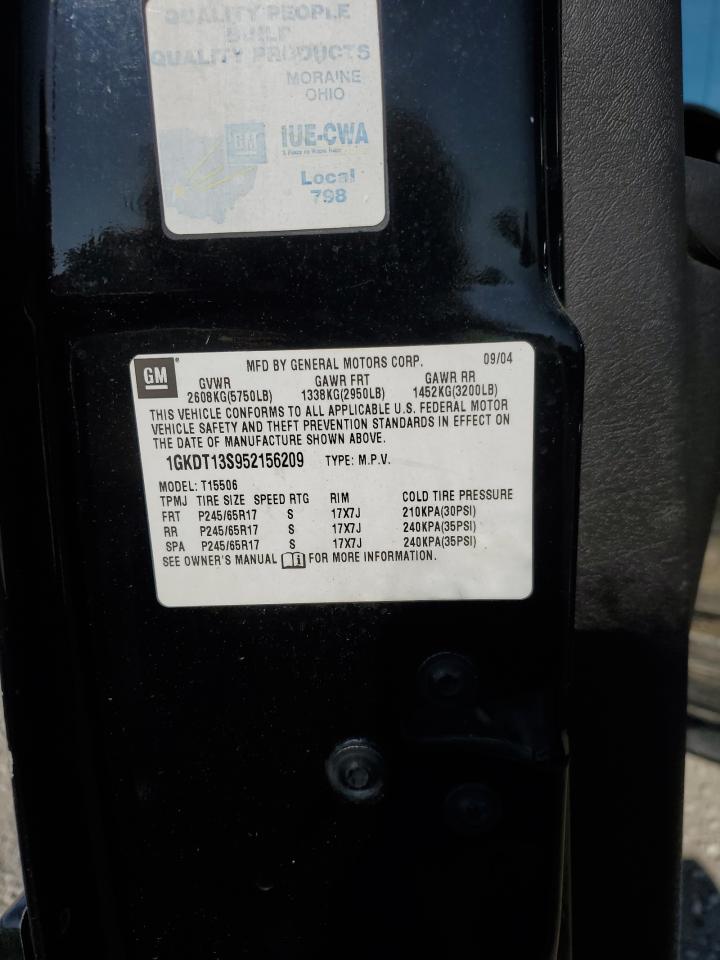 QUALITY PEOPLE
BUILD
QUALITY PRODUCTS
MORAINE
OHIO
GM
IUE-CWA
Local
798
GM
MFD BY GENERAL MOTORS CORP. 09/04
GVWR GAWR FRT GAWR RR
2608KG(5750LB) 1338KG(2950LB) 1452KG(3200LB)
THIS VEHICLE CONFORMS TO ALL APPLICABLE U.S. FEDERAL MOTOR
VEHICLE SAFETY AND THEFT PREVENTION STANDARDS IN EFFECT ON
THE DATE OF MANUFACTURE SHOWN ABOVE.
1GKDT13S952156209 TYPE: M.P.V.
MODEL: T15506
TPMJ TIRE SIZE SPEED RTG RIM COLD TIRE PRESSURE
FRT P245/65R17 S 17X7J 210KPA(30PSI)
RR P245/65R17 S 17X7J 240KPA(35PSI)
SPA P245/65R17 S 17X7J 240KPA(35PSI)
SEE OWNER'S MANUAL FOR MORE INFORMATION.